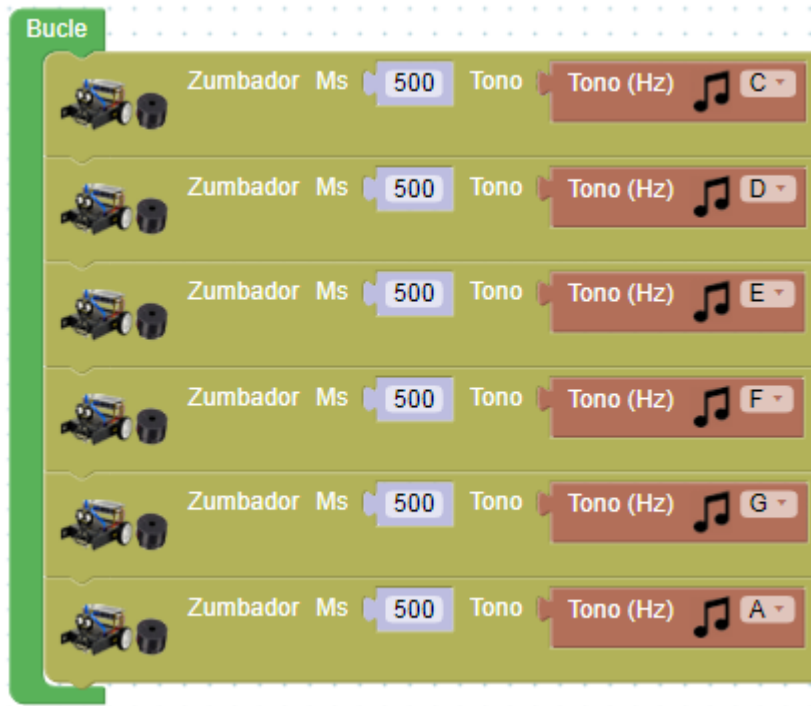 Bucle
Zumbador Ms 500 Tono Tono (Hz) C
Zumbador Ms 500 Tono Tono (Hz) D
Zumbador Ms 500 Tono Tono (Hz) E
Zumbador Ms 500 Tono Tono (Hz) F
Zumbador Ms 500 Tono Tono (Hz) G
Zumbador Ms 500 Tono Tono (Hz) A